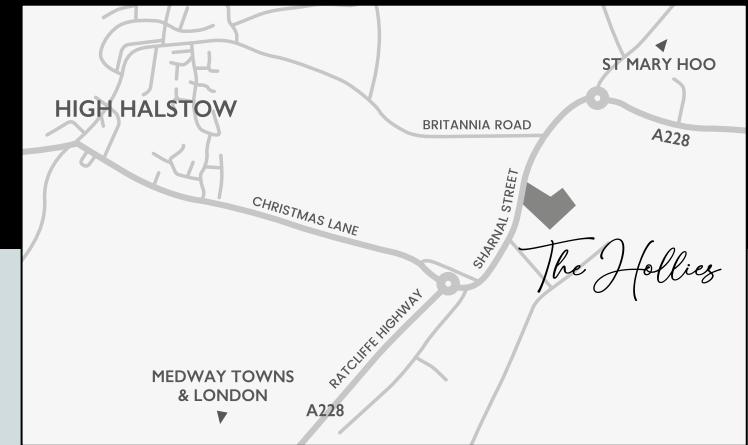 ST MARY HOO
HIGH HALSTOW
BRITANNIA ROAD
A228
SHARNAL STREET
CHRISTMAS LANE
The Hollies
RATCLIFFE HIGHWAY
MEDWAY TOWNS
& LONDON
A228